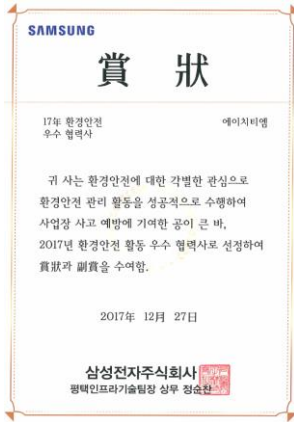 SAMSUNG
賞 狀
17年 환경안전 에이치티엠
우수 협력사
귀 사는 환경안전에 대한 각별한 관심으로
환경안전 관리 활동을 성공적으로 수행하여
사업장 사고 예방에 기여한 공이 큰 바,
2017년 환경안전 활동 우수 협력사로 선정하여
賞狀과 副賞을 수여함.
2017年 12月 27日
삼성전자주식회사
평택인프라기술팀장 상무 정순찬